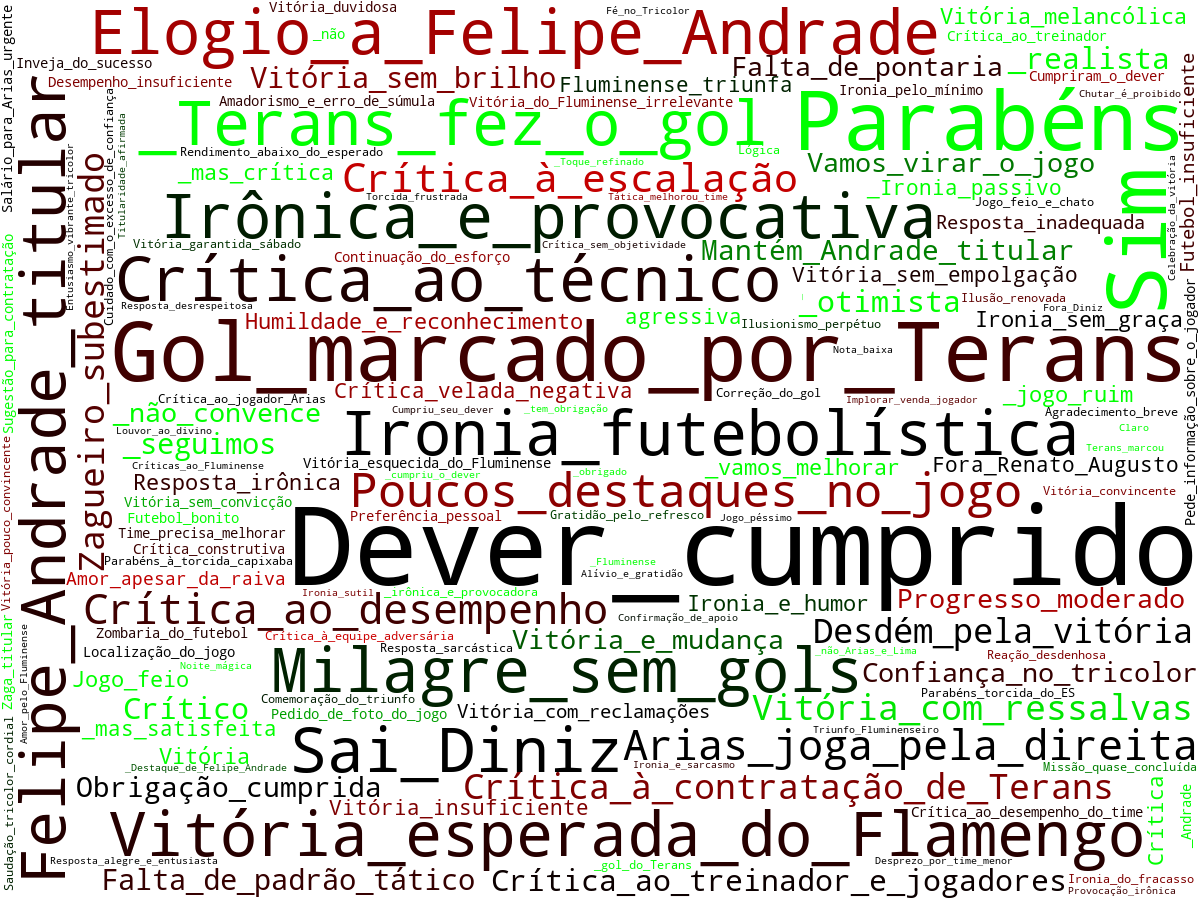 Vitória_duvidosa
Fé_no_Tricolor
Elogio_a_Felipe_Andrade
_não
Vitória_melancólica
Crítica_ao_treinador
Salário_para_Arias_urgente
Inveja_do_sucesso
_realista
Falta_de_pontaria
Desempenho_insuficiente
Vitória_sem_brilho
Fluminense_triunfa
Cumpriram_o_dever
Ironia_pelo_mínimo
Chutar_é_proibido
Amadorismo_e_erro_de_súmula
Vitória_do_Fluminense_irrelevante
_Terans_fez_o_gol
Parabéns
Rendimento_abaixo_do_esperado
Lógica
_Toque_refinado
Vamos_virar_o_jogo
_mas_crítica
Crítica_à_escalação
_Ironia_passivo
Torcida_frustrada
Tática_melhorou_time
Jogo_feio_e_chato
Irônica_e_provocativa
Resposta_inadequada
Sim
Celebração_da_vitória
Futebol_insuficiente
Titularidade_afirmada
Cuidado_com_o_excesso_de_confiança
Entusiasmo_vibrante_tricolor
Felipe_Andrade_titular
Zagueiro_subestimado
Vitória_garantida_sábado
Crítica_sem_objetividade
Mantém_Andrade_titular
Continuação_do_esforço
Crítica_ao_técnico
Vitória_sem_empolgação
_otimista
Ilusão_renovada
Fora_Diniz
Resposta_desrespeitosa
Humildade_e_reconhecimento
agressiva
Ilusionismo_perpétuo
Ironia_sem_graça
Gol_marcado_por_Terans
Nota_baixa
Sugestão_para_contratação
Pede_informação_sobre_o_jogador
Crítica_velada_negativa
Correção_do_gol
Implorar_venda_jogador
_jogo_ruim
Crítica_ao_jogador_Arias
Cumpriu_seu_dever
_tem_obrigação
Agradecimento_breve
_não_convence
Claro
Louvor_ao_divino
Ironia_futebolística
_seguimos
Terans_marcou
Críticas_ao_Fluminense
Vitória_esquecida_do_Fluminense
_vamos_melhorar
Fora_Renato_Augusto
_cumpriu_o_dever
_obrigado
Resposta_irônica
Poucos_destaques_no_jogo
Vitória_convincente
Vitória_pouco_convincente
Vitória_sem_convicção
Futebol_bonito
Preferência_pessoal
Gratidão_pelo_refresco
Jogo_péssimo
Time_precisa_melhorar
Dever_cumprido
Crítica_construtiva
Parabéns_à_torcida_capixaba
_Fluminense
Alívio_e_gratidão
Amor_apesar_da_raiva
Ironia_sutil
_irônica_e_provocadora
Ironia_e_humor
Progresso_moderado
Crítica_ao_desempenho
Confirmação_de_apoio
Zombaria_do_futebol
Crítica_à_equipe_adversária
Vitória_e_mudança
Desdém_pela_vitória
Localização_do_jogo
Resposta_sarcástica
_não_Arias_e_Lima
Reação_desdenhosa
Noite_mágica
Milagre_sem_gols
Confiança_no_tricolor
Zaga_titular
Amor_pelo_Fluminense
Jogo_feio
Comemoração_do_triunfo
Parabéns_torcida_do_ES
Crítico
Pedido_de_foto_do_jogo
Vitória_com_reclamações
Vitória_com_ressalvas
_mas_satisfeita
Triunfo_Fluminenseiro
Sai_Diniz
Arias_joga_pela_direita
Vitória
_Destaque_de_Felipe_Andrade
Ironia_e_sarcasmo
Missão_quase_concluída
Saudação_tricolor_cordial
Obrigação_cumprida
Crítica_à_contratação_de_Terans
Crítica
_Andrade
Vitória_insuficiente
Crítica_ao_desempenho_do_time
Vitória_esperada_do_Flamengo
Resposta_alegre_e_entusiasta
_gol_do_Terans
Desprezo_por_time_menor
Falta_de_padrão_tático
Crítica_ao_treinador_e_jogadores
Ironia_do_fracasso
Provocação_irônica